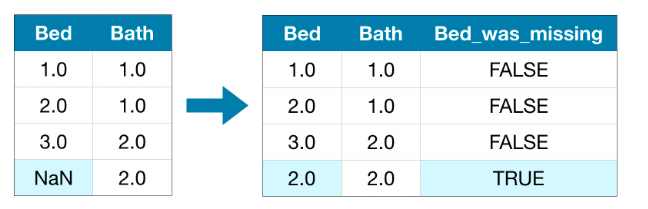 Bed Bath
1.0 1.0
2.0 1.0
3.0 2.0
NaN 2.0
Bed Bath Bed_was_missing
1.0 1.0 FALSE
2.0 1.0 FALSE
3.0 2.0 FALSE
2.0 2.0 TRUE